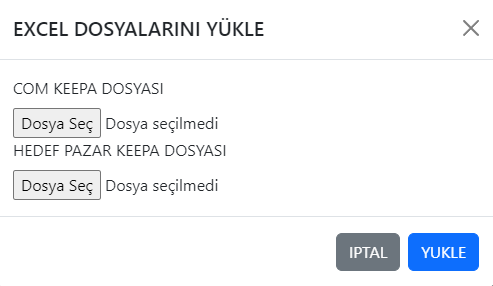 EXCEL DOSYALARINI YÜKLE
COM KEEPA DOSYASI
Dosya Seç Dosya seçilmedi
HEDEF PAZAR KEEPA DOSYASI
Dosya Seç Dosya seçilmedi
IPTAL YUKLE